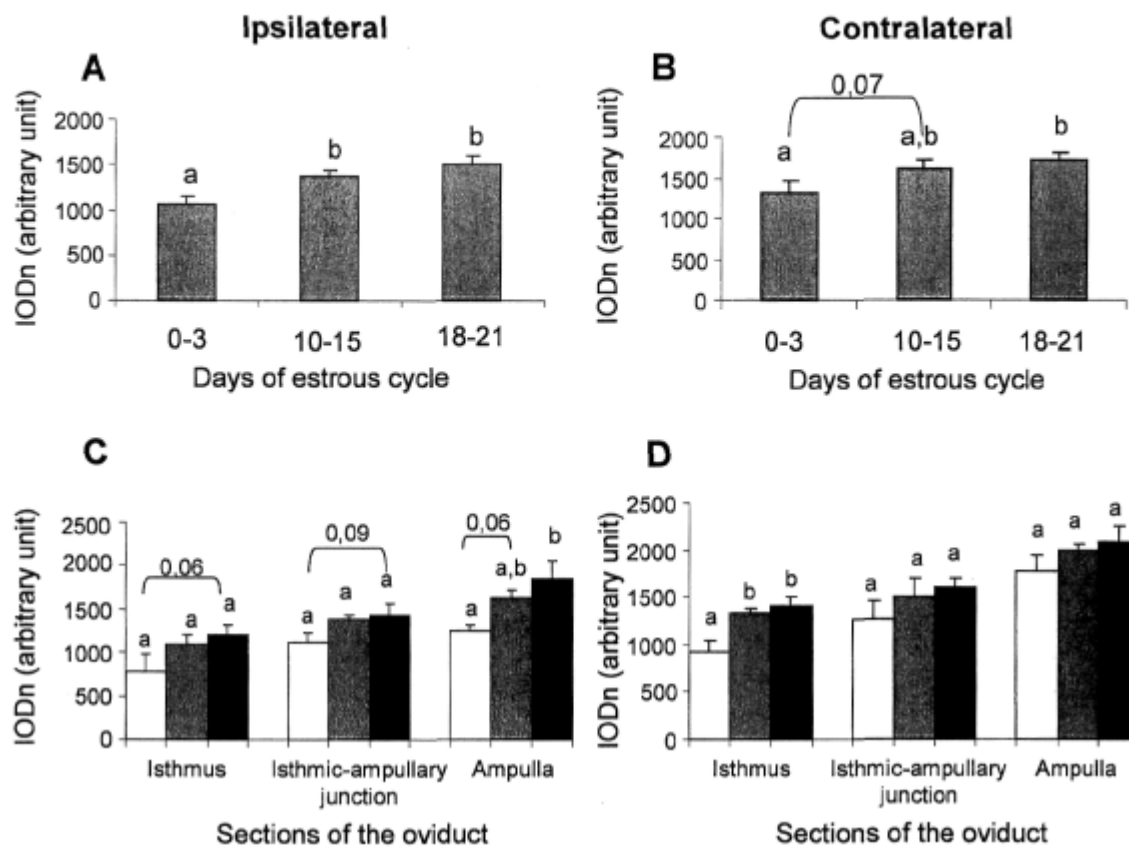 Ipsilateral
Contralateral
A
IODn (arbitrary unit)
2000
1500
1000
500
0
a
b
b
0-3
10-15
18-21
Days of estrous cycle
B
IODn (arbitrary unit)
2000
1500
1000
500
0
0,07
a
a,b
b
0-3
10-15
18-21
Days of estrous cycle
C
IODn (arbitrary unit)
2500
2000
1500
1000
500
0
0,06
a
a
a
0,09
a
a
a
0,06
a
a,b
b
Isthmus
Isthmic-ampullary
junction
Ampulla
Sections of the oviduct
D
IODn (arbitrary unit)
2500
2000
1500
1000
500
0
a
b
b
a
a
a
a
a
a
Isthmus
Isthmic-ampullary
junction
Ampulla
Sections of the oviduct